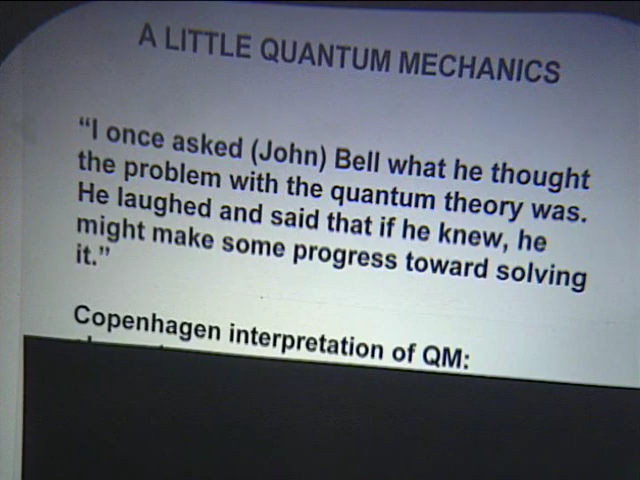 A LITTLE QUANTUM MECHANICS
“I once asked (John) Bell what he thought
the problem with the quantum theory was.
He laughed and said that if he knew, he
might make some progress toward solving
it.”
Copenhagen interpretation of QM: